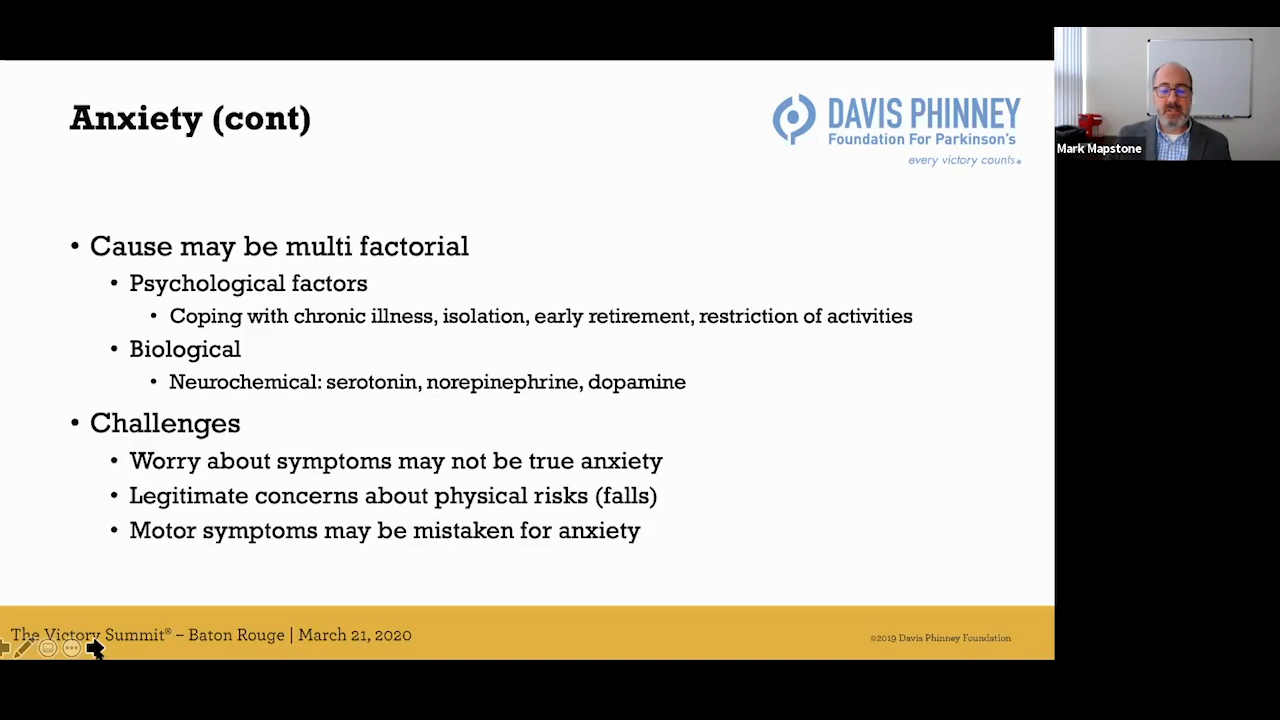 Anxiety (cont)
DAVIS PHINNEY
Foundation For Parkinson's
every victory counts®
Mark Mapstone
• Cause may be multi factorial
• Psychological factors
• Coping with chronic illness, isolation, early retirement, restriction of activities
• Biological
• Neurochemical: serotonin, norepinephrine, dopamine
• Challenges
• Worry about symptoms may not be true anxiety
• Legitimate concerns about physical risks (falls)
• Motor symptoms may be mistaken for anxiety
The Victory Summit® – Baton Rouge | March 21, 2020
©2019 Davis Phinney Foundation